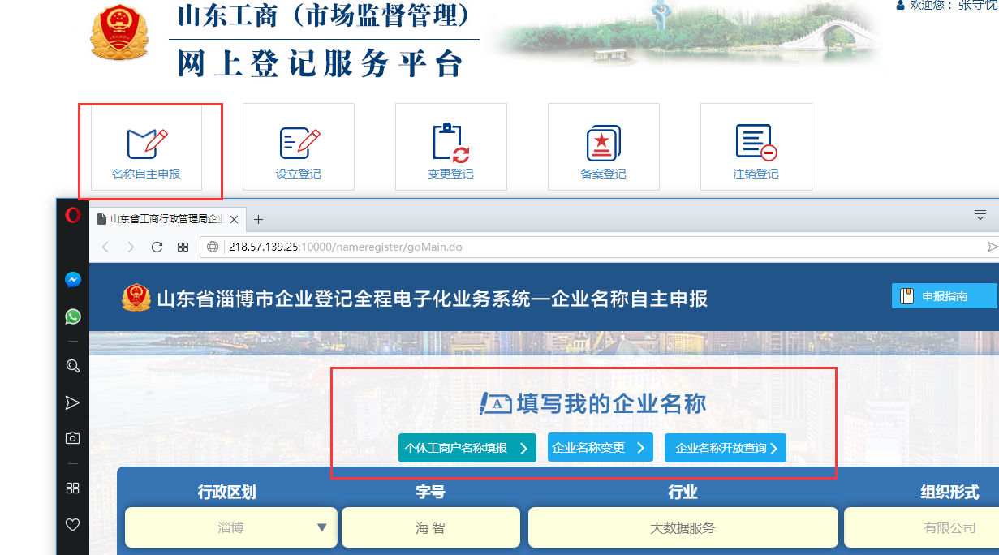 山东工商（市场监督管理）
欢迎您：张守忱
网上登记服务平台
名称自主申报
设立登记
变更登记
备案登记
注销登记
山东省工商行政管理局企业
218.57.139.25:10000/nameregister/goMain.do
山东省淄博市企业登记全程电子化业务系统—企业名称自主申报
申报指南
填写我的企业名称
个体工商户名称填报
企业名称变更
企业名称开放查询
行政区划
字号
行业
组织形式
淄博
海智
大数据服务
有限公司